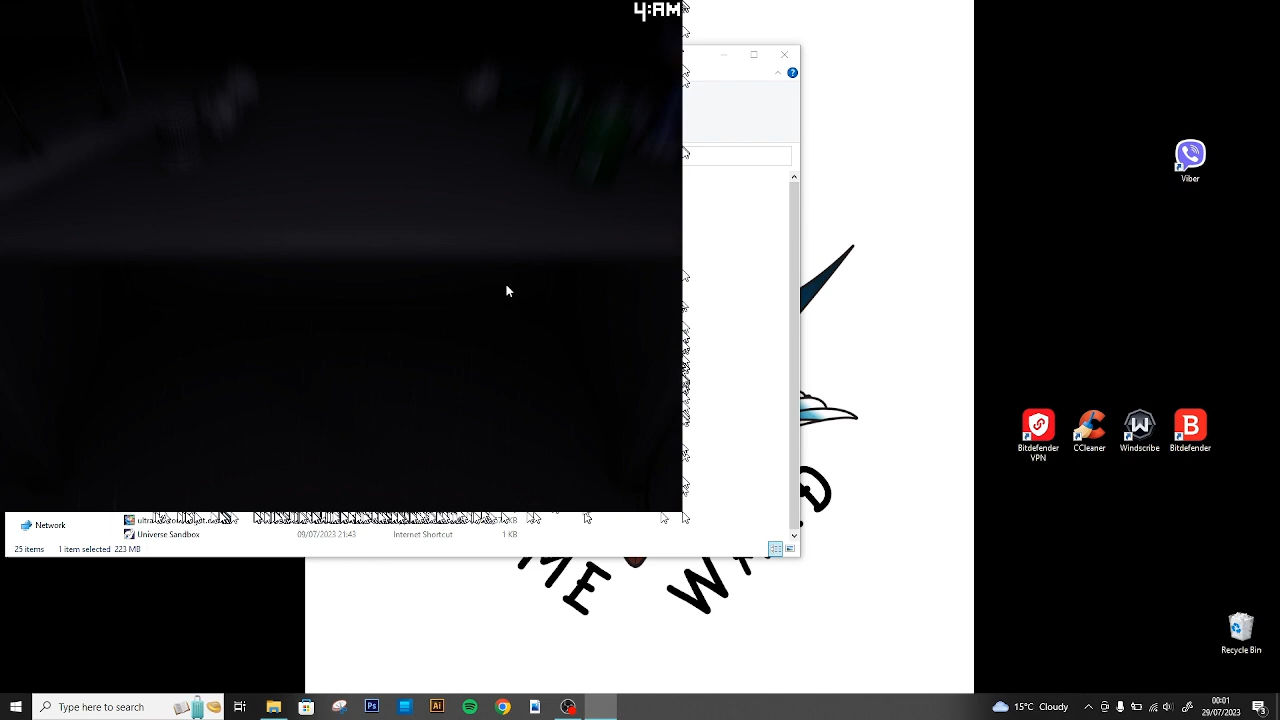 4:AM
Viber
Bitdefender VPN
CCleaner
Windscribe
Bitdefender
D
ME
Network
Universe Sandbox
09/07/2023 21:43
Internet Shortcut
1 KB
25 items
1 item selected 223 MB
Recycle Bin
Type here to search
15°C Cloudy
00:01
29/07/2023